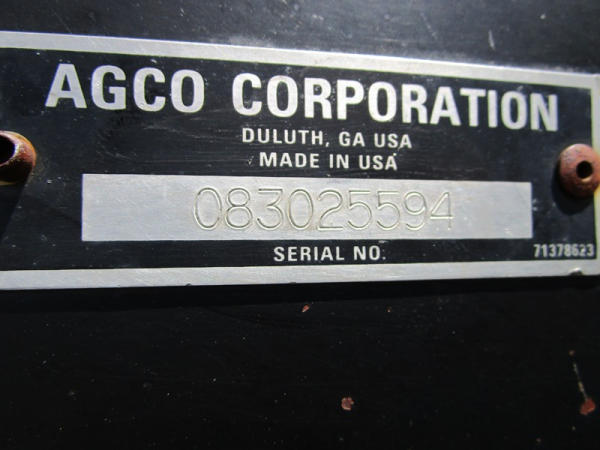 AGCO CORPORATION
DULUTH, GA USA
MADE IN USA
083025594
SERIAL NO.
71378623